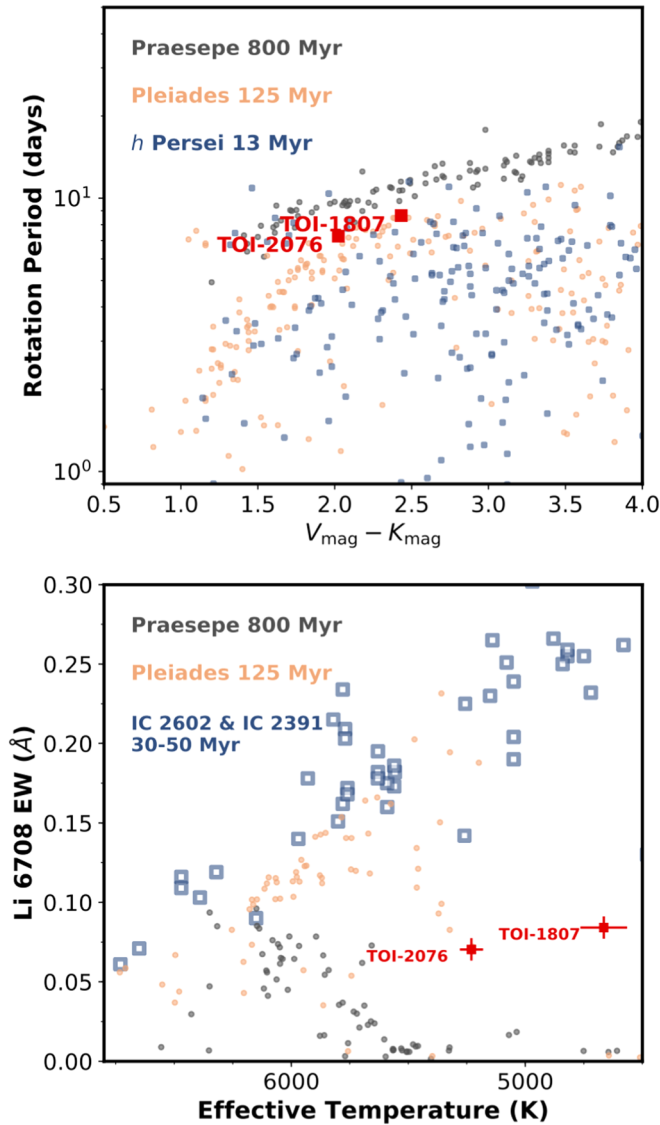 Praesepe 800 Myr
Pleiades 125 Myr
h Persei 13 Myr
Rotation Period (days)
10¹
TOI-1807
TOI-2076
10⁰
0.5 1.0 1.5 2.0 2.5 3.0 3.5 4.0
Vmag − Kmag
0.30
Praesepe 800 Myr
Pleiades 125 Myr
IC 2602 & IC 2391
30-50 Myr
Li 6708 EW (Å)
0.25
0.20
0.15
0.10
TOI-1807
TOI-2076
0.05
0.00
6000 5000
Effective Temperature (K)